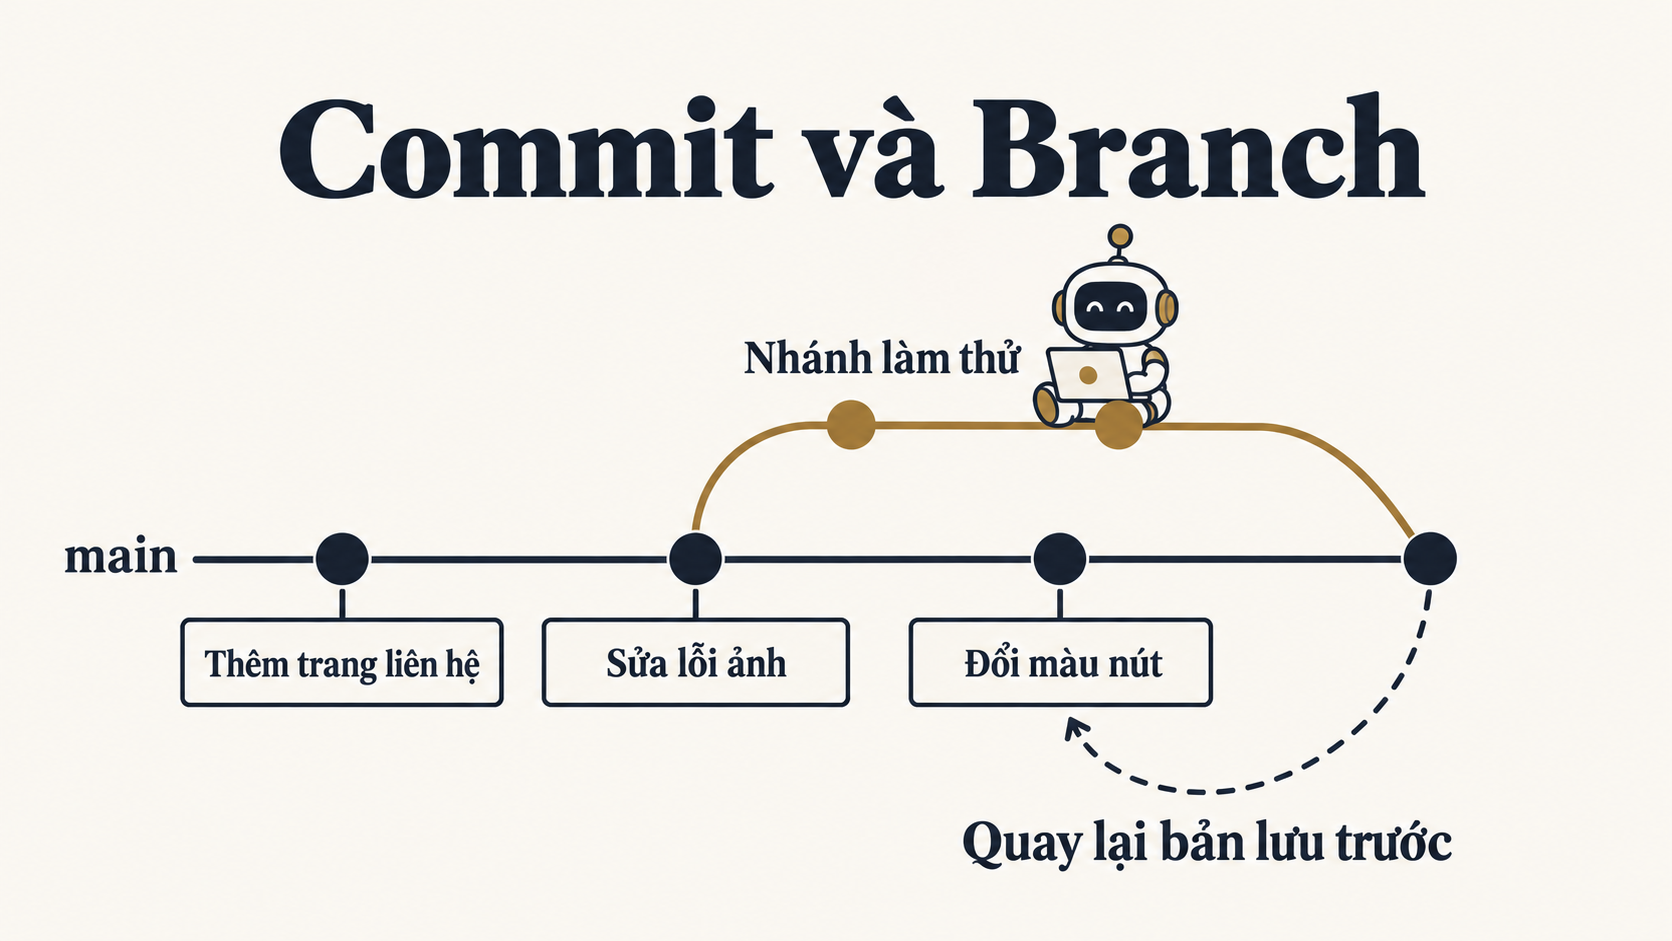 Commit và Branch
Nhánh làm thử
main
Thêm trang liên hệ
Sửa lỗi ảnh
Đổi màu nút
Quay lại bản lưu trước